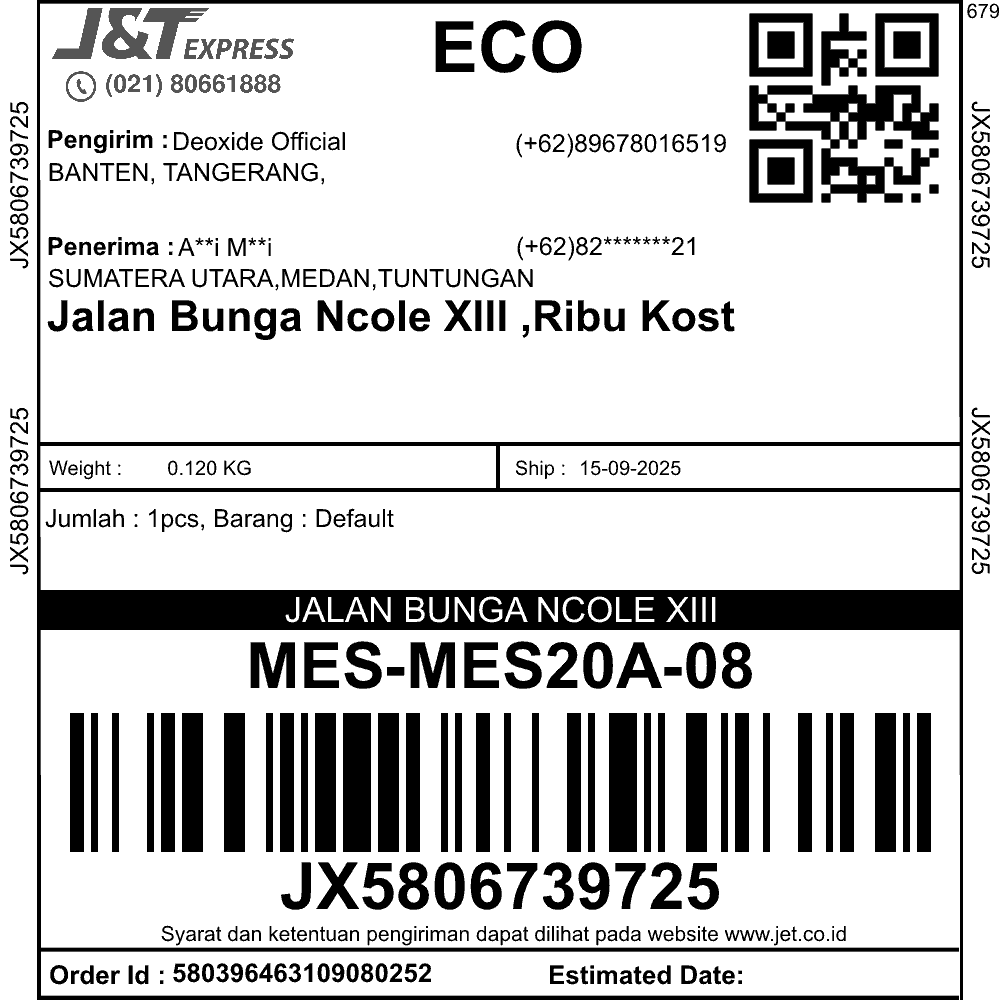 679
J&T EXPRESS
ECO
(021) 80661888
Pengirim : Deoxide Official (+62)89678016519
BANTEN, TANGERANG,
Penerima : A**i M**i (+62)82*******21
SUMATERA UTARA,MEDAN,TUNTUNGAN
Jalan Bunga Ncole XIII ,Ribu Kost
JX5806739725
JX5806739725
JX5806739725
JX5806739725
Weight : 0.120 KG Ship : 15-09-2025
Jumlah : 1pcs, Barang : Default
JALAN BUNGA NCOLE XIII
MES-MES20A-08
JX5806739725
Syarat dan ketentuan pengiriman dapat dilihat pada website www.jet.co.id
Order Id : 580396463109080252 Estimated Date: